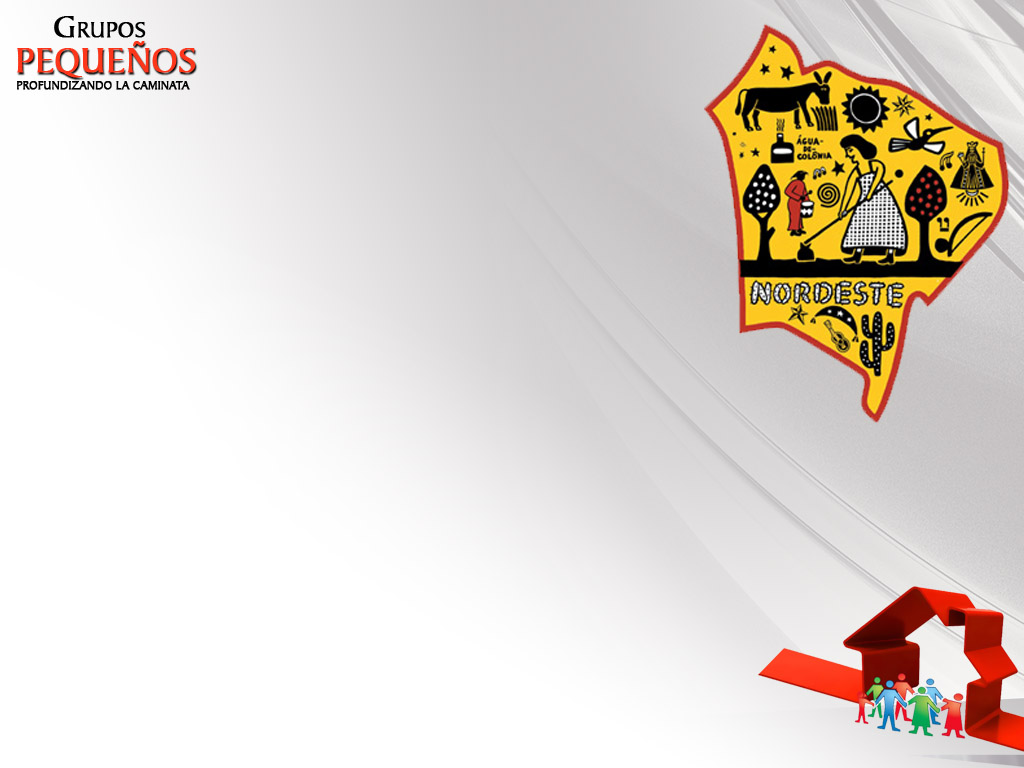 GRUPOS
PEQUEÑOS
PROFUNDIZANDO LA CAMINATA
ÁGUA-
DE-
COLÔNIA
NORDESTE